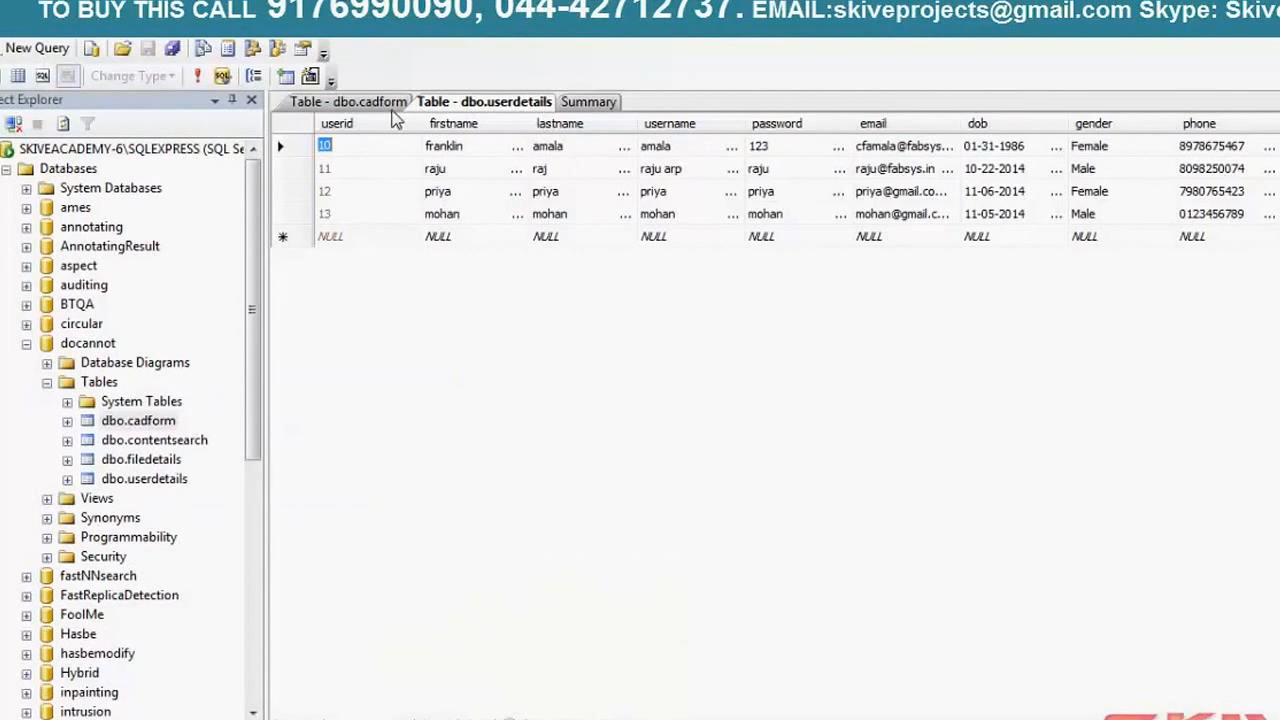 TO BUY THIS CALL 9176990090, 044-42712737. EMAIL:skiveprojects@gmail.com Skype: Skive
New Query
Change Type
ect Explorer
Table - dbo.cadform Table - dbo.userdetails Summary
userid firstname lastname username password email dob gender phone
10 franklin ... amala ... amala ... 123 ... cfamala@fabsys... 01-31-1986 ... Female 8978675467 ...
11 raju ... raj ... raju arp ... raju ... raju@fabsys.in ... 10-22-2014 ... Male 8098250074 ...
12 priya ... priya ... priya ... priya ... priya@gmail.co... 11-06-2014 ... Female 7980765423 ...
13 mohan ... mohan ... mohan ... mohan ... mohan@gmail.c... 11-05-2014 ... Male 0123456789 ...
NULL NULL NULL NULL NULL NULL NULL NULL NULL
SKIVEACADEMY-6\SQLEXPRESS (SQL Se
Databases
System Databases
ames
annotating
AnnotatingResult
aspect
auditing
BTQA
circular
docannot
Database Diagrams
Tables
System Tables
dbo.cadform
dbo.contentsearch
dbo.filedetails
dbo.userdetails
Views
Synonyms
Programmability
Security
fastNNsearch
FastReplicaDetection
FoolMe
Hasbe
hasbemodify
Hybrid
inpainting
intrusion